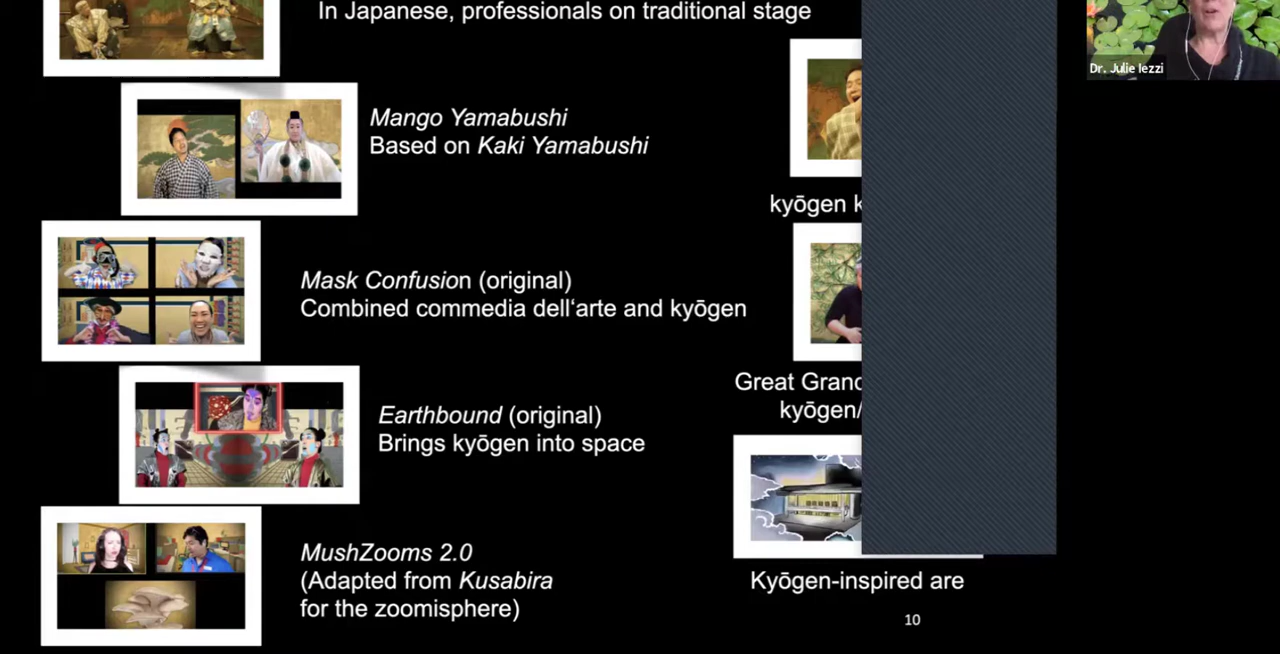 In Japanese, professionals on traditional stage
Mango Yamabushi
Based on Kaki Yamabushi
Mask Confusion (original)
Combined commedia dell‘arte and kyōgen
Earthbound (original)
Brings kyōgen into space
MushZooms 2.0
(Adapted from Kusabira
for the zoomisphere)
kyōgen
Great
kyōgen/
Kyōgen-inspired are
10
Dr. Julie Iezzi